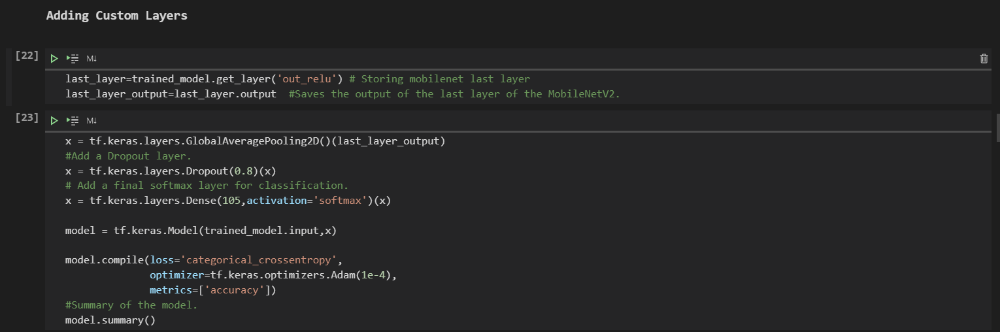 Adding Custom Layers
[22]
M↓
last_layer=trained_model.get_layer('out_relu') # Storing mobilenet last layer
last_layer_output=last_layer.output  #Saves the output of the last layer of the MobileNetV2.
[23]
M↓
x = tf.keras.layers.GlobalAveragePooling2D()(last_layer_output)
#Add a Dropout layer.
x = tf.keras.layers.Dropout(0.8)(x)
# Add a final softmax layer for classification.
x = tf.keras.layers.Dense(105,activation='softmax')(x)
model = tf.keras.Model(trained_model.input,x)
model.compile(loss='categorical_crossentropy',
              optimizer=tf.keras.optimizers.Adam(1e-4),
              metrics=['accuracy'])
#Summary of the model.
model.summary()